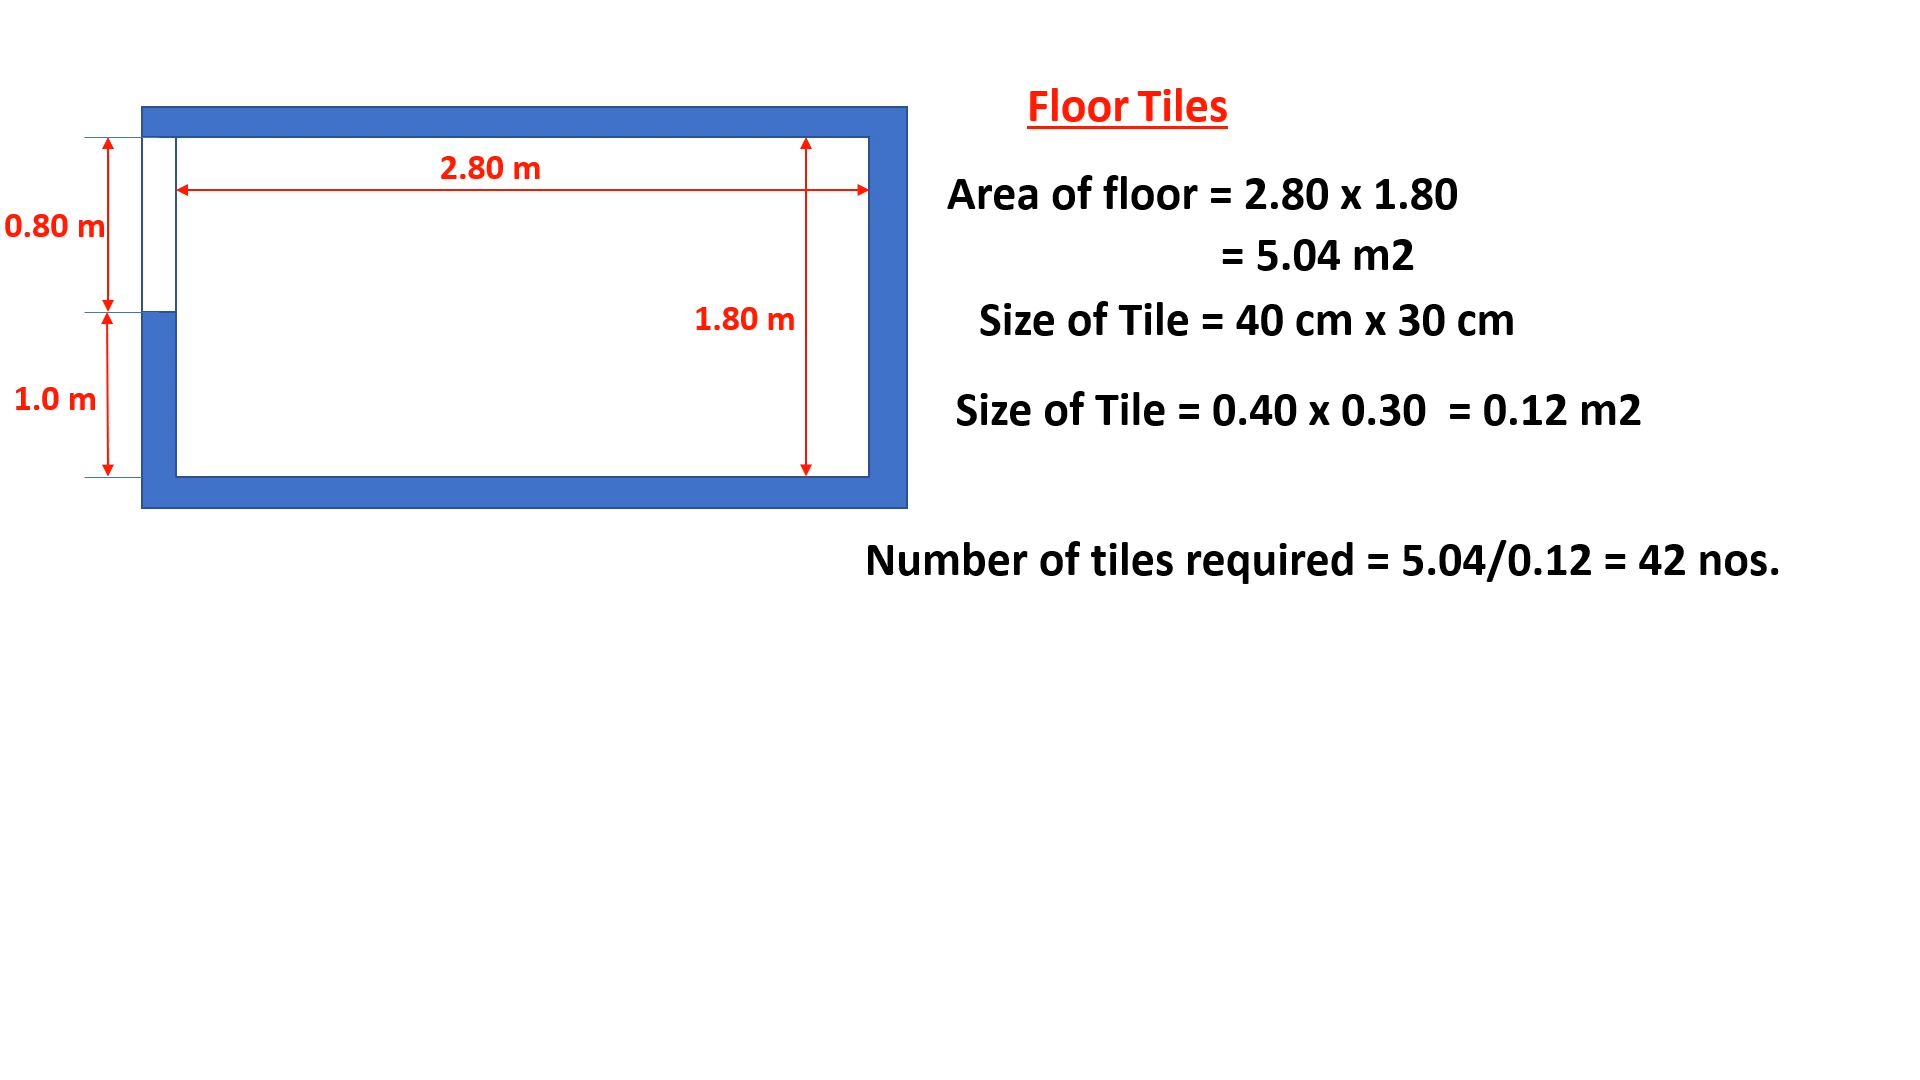 Floor Tiles
2.80 m
0.80 m
1.80 m
1.0 m
Area of floor = 2.80 x 1.80
= 5.04 m2
Size of Tile = 40 cm x 30 cm
Size of Tile = 0.40 x 0.30 = 0.12 m2
Number of tiles required = 5.04/0.12 = 42 nos.